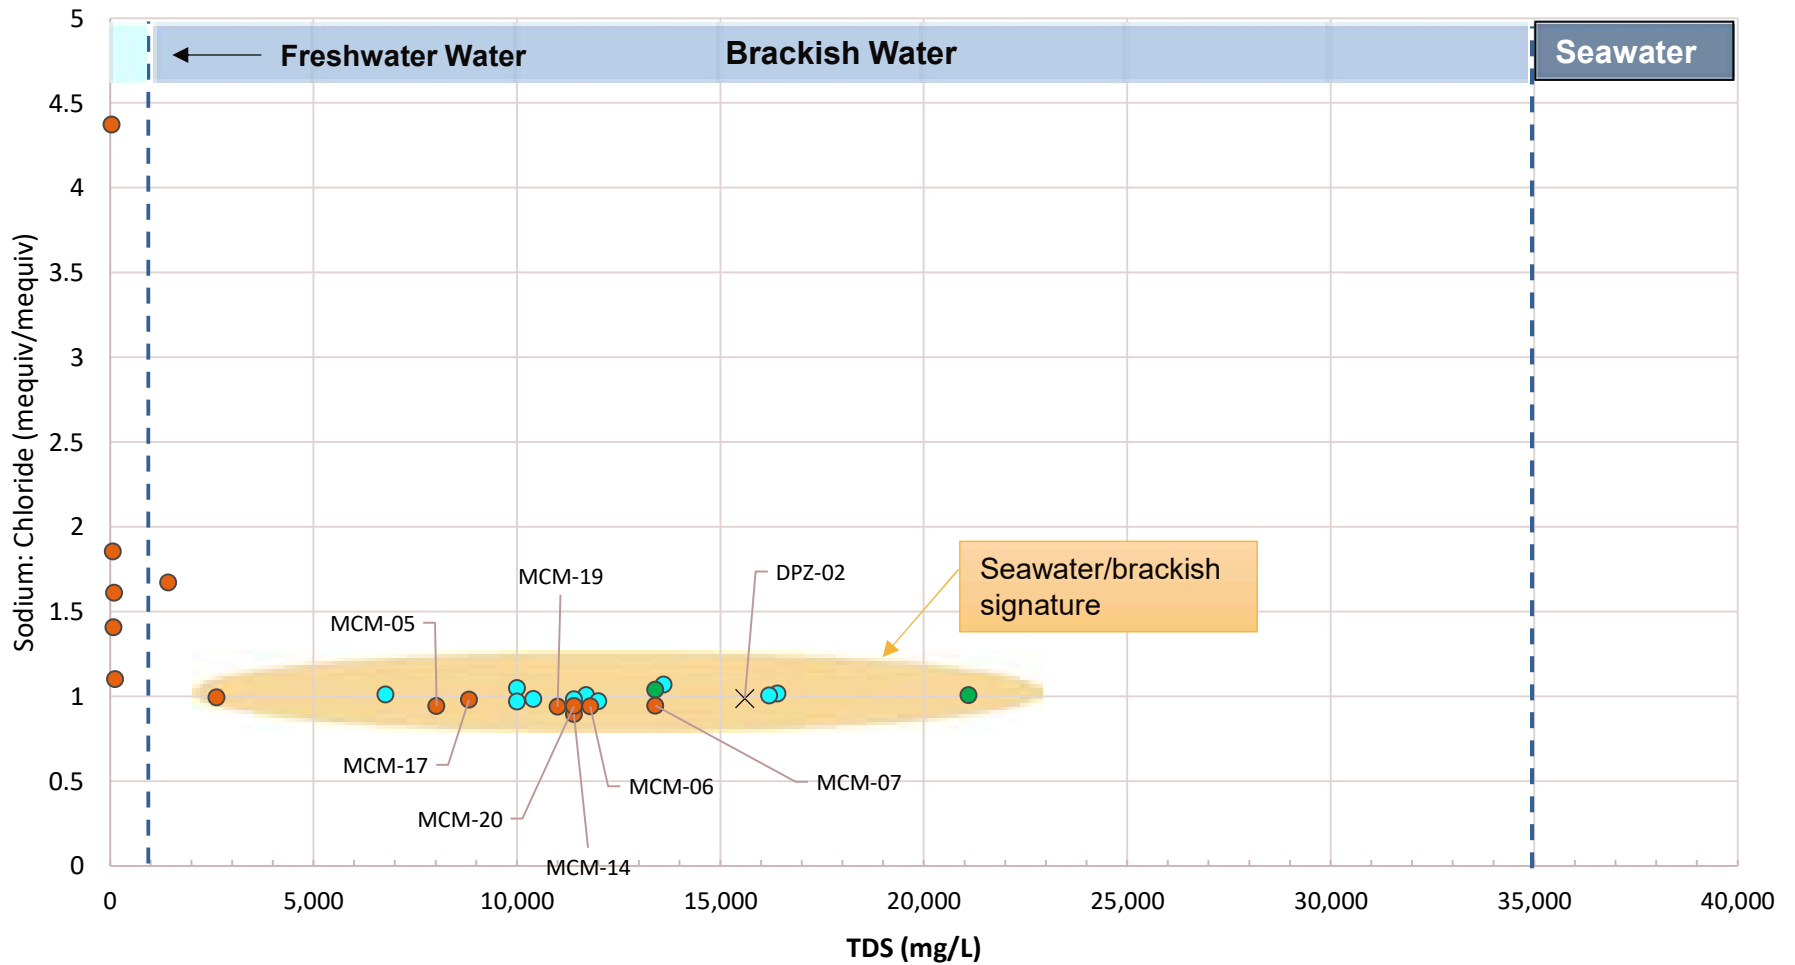 Freshwater Water
Brackish Water
Seawater
5
4.5
4
3.5
3
2.5
2
1.5
1
0.5
0
Sodium: Chloride (mequiv/mequiv)
MCM-19
DPZ-02
MCM-05
Seawater/brackish
signature
MCM-17
MCM-06
MCM-07
MCM-20
MCM-14
0
5,000
10,000
15,000
20,000
25,000
30,000
35,000
40,000
TDS (mg/L)